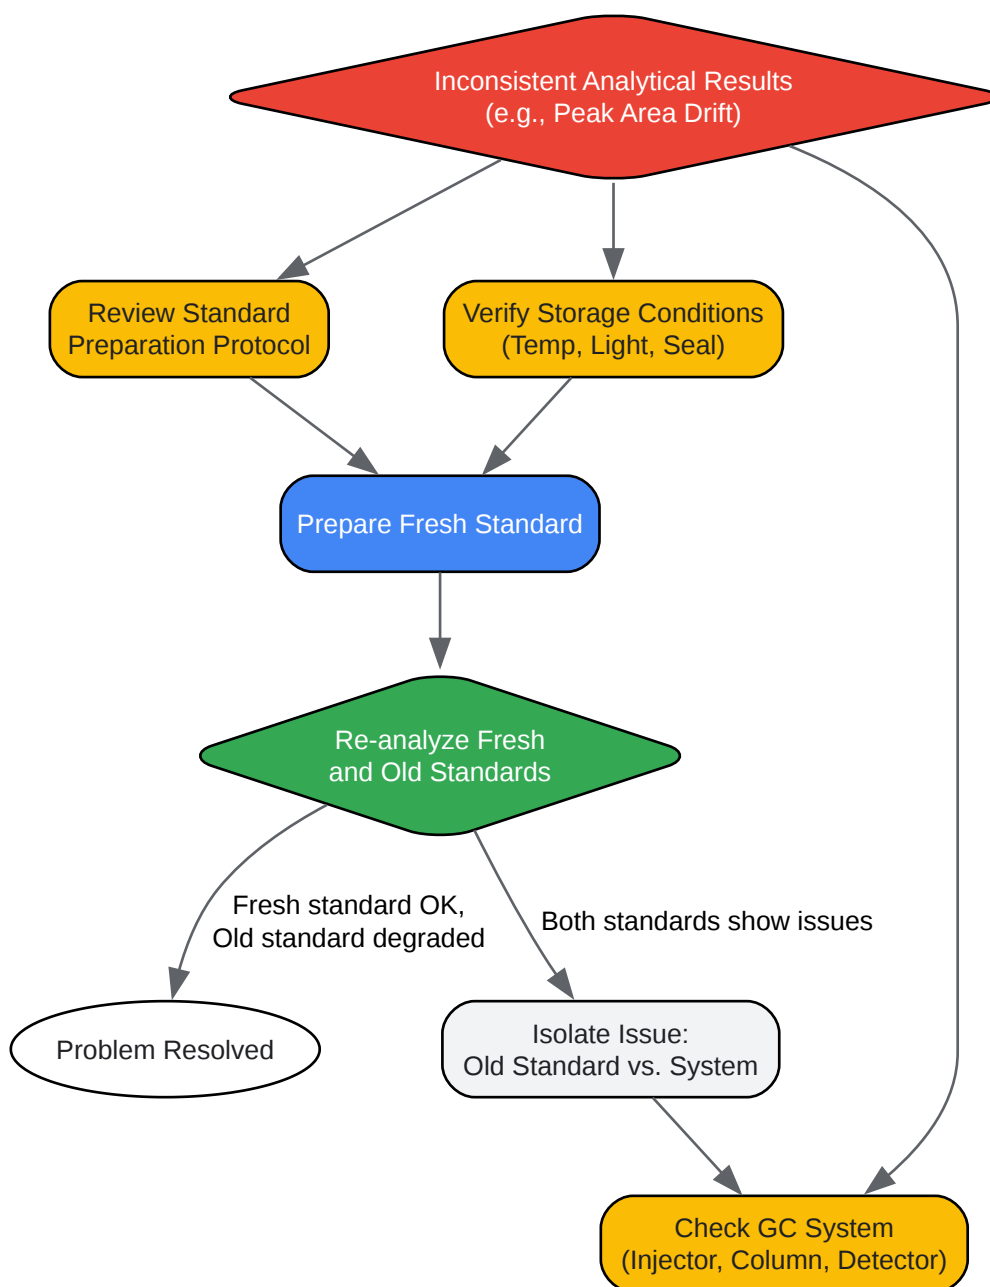 Inconsistent Analytical Results
(e.g., Peak Area Drift)
Review Standard
Preparation Protocol
Verify Storage Conditions
(Temp, Light, Seal)
Prepare Fresh Standard
Re-analyze Fresh
and Old Standards
Fresh standard OK,
Old standard degraded
Both standards show issues
Problem Resolved
Isolate Issue:
Old Standard vs. System
Check GC System
(Injector, Column, Detector)